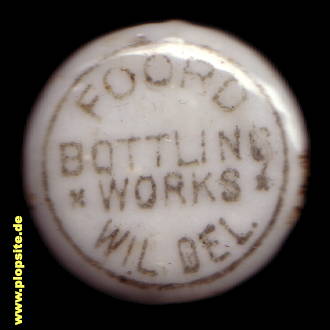 FOORD
BOTTLING
* WORKS *
WIL. DEL.
www.plopsite.de